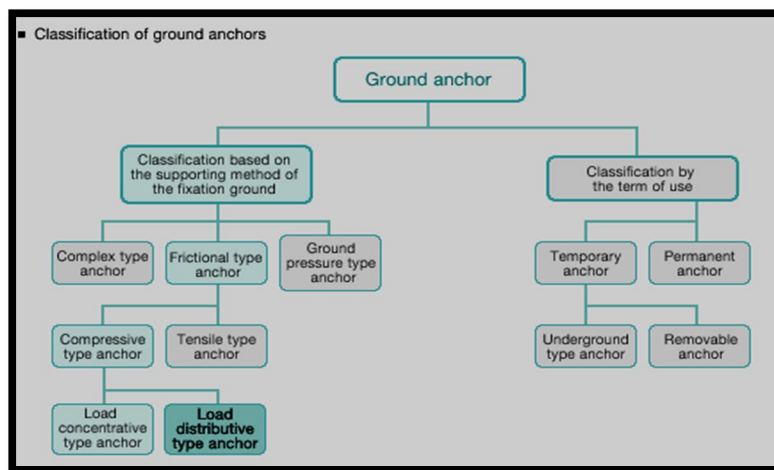 ▪ Classification of ground anchors
Ground anchor
Classification based on
the supporting method of
the fixation ground
Classification by
the term of use
Complex type
anchor
Frictional type
anchor
Ground
pressure type
anchor
Temporary
anchor
Permanent
anchor
Compressive
type anchor
Tensile type
anchor
Underground
type anchor
Removable
anchor
Load
concentrative
type anchor
Load
distributive
type anchor